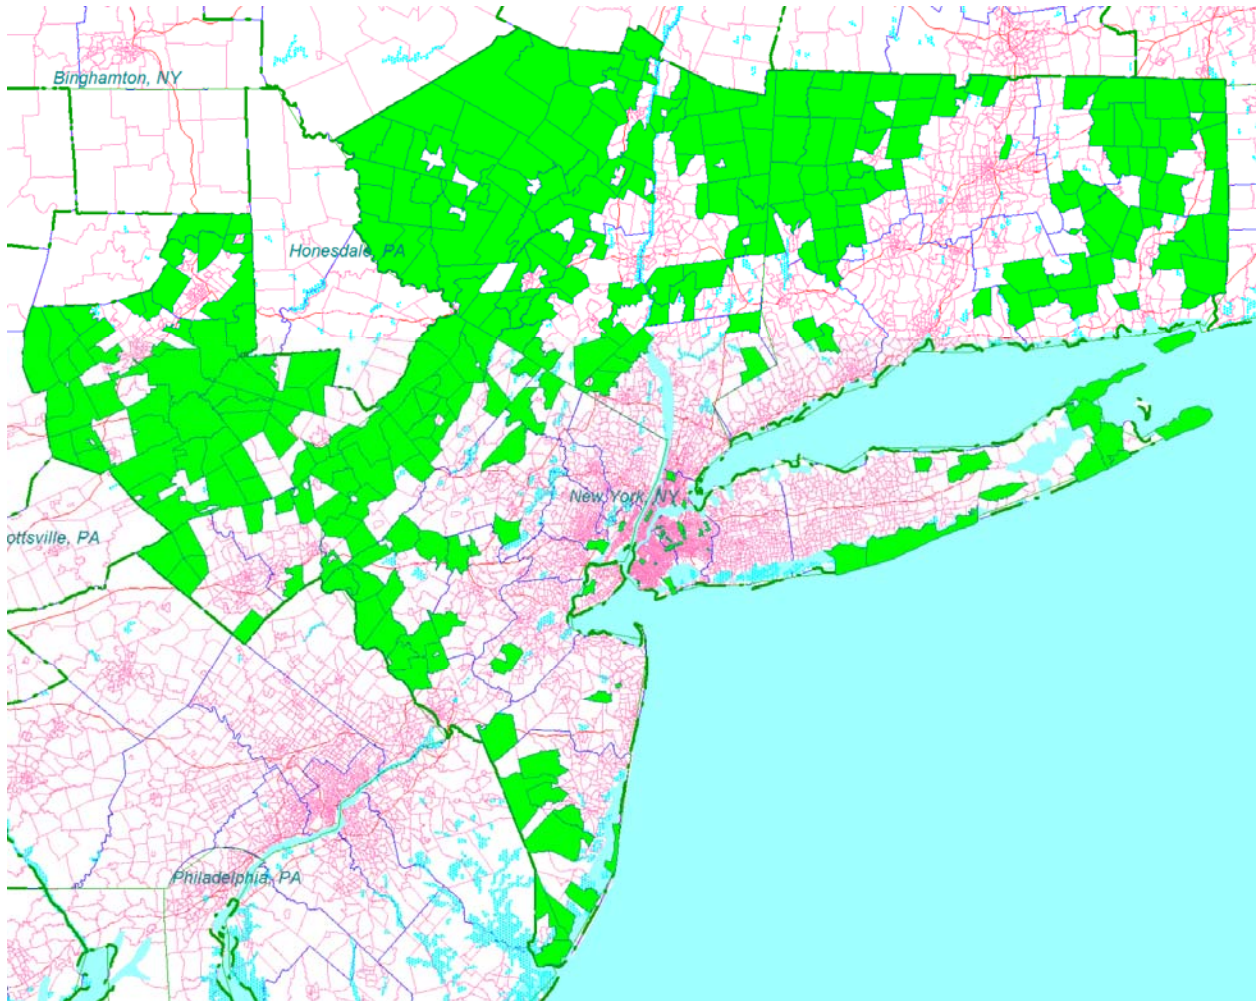 Binghamton, NY
Honesdale, PA
New York, NY
ottsville, PA
Philadelphia, PA